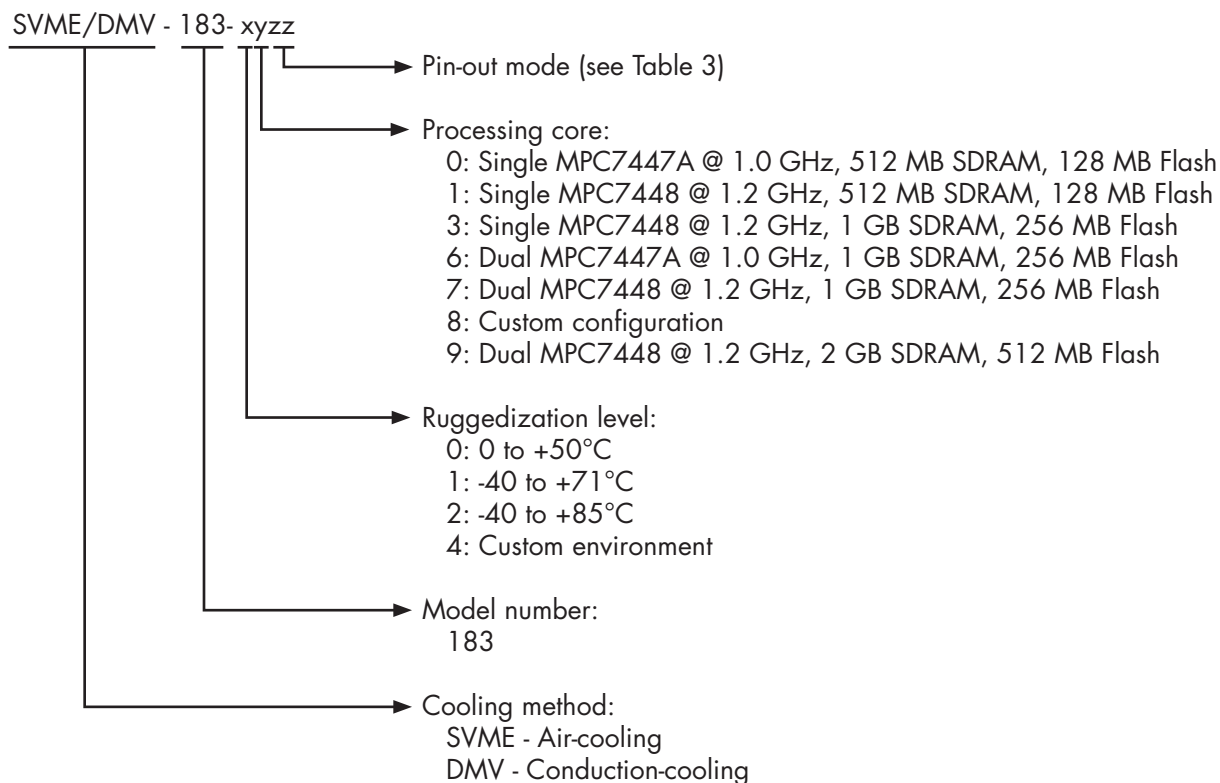 SVME/DMV - 183- xyzz
Pin-out mode (see Table 3)
Processing core:
0: Single MPC7447A @ 1.0 GHz, 512 MB SDRAM, 128 MB Flash
1: Single MPC7448 @ 1.2 GHz, 512 MB SDRAM, 128 MB Flash
3: Single MPC7448 @ 1.2 GHz, 1 GB SDRAM, 256 MB Flash
6: Dual MPC7447A @ 1.0 GHz, 1 GB SDRAM, 256 MB Flash
7: Dual MPC7448 @ 1.2 GHz, 1 GB SDRAM, 256 MB Flash
8: Custom configuration
9: Dual MPC7448 @ 1.2 GHz, 2 GB SDRAM, 512 MB Flash
Ruggedization level:
0: 0 to +50°C
1: -40 to +71°C
2: -40 to +85°C
4: Custom environment
Model number:
183
Cooling method:
SVME - Air-cooling
DMV - Conduction-cooling